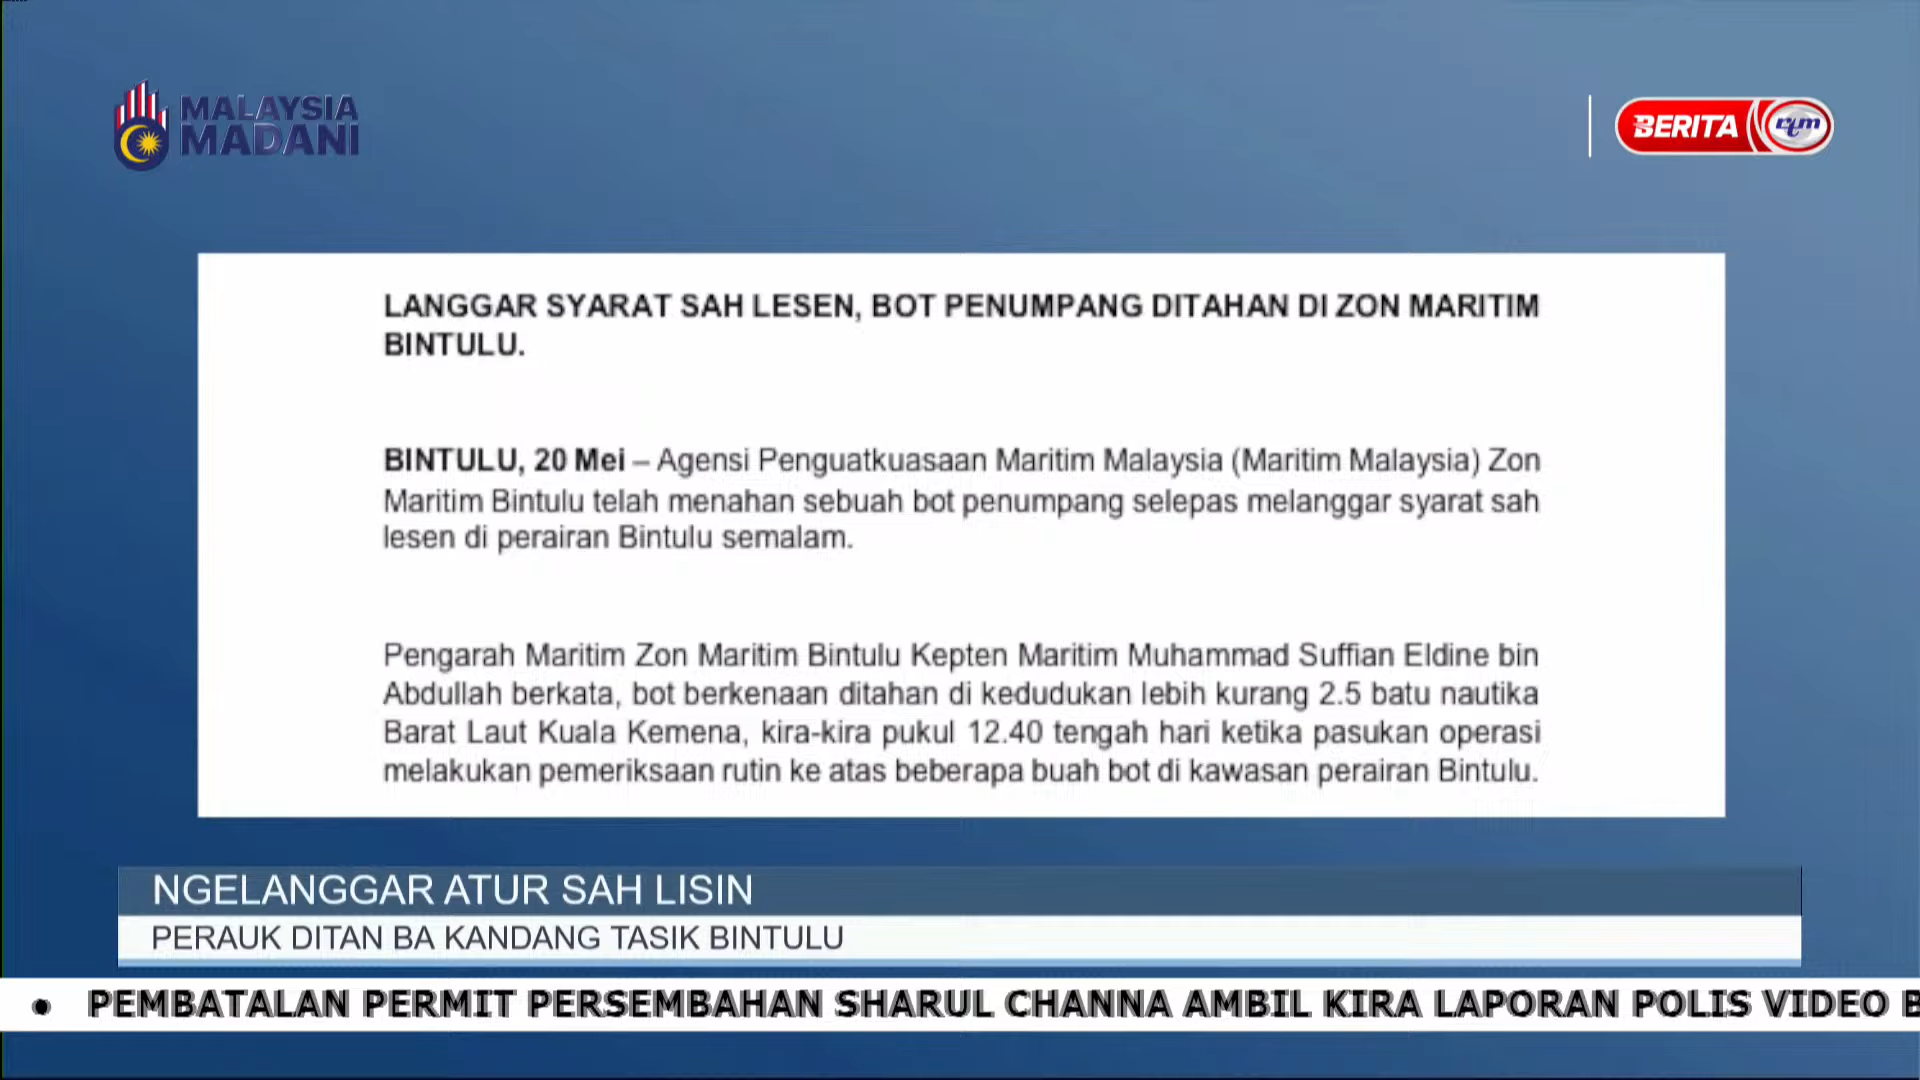 MALAYSIA
MADANI
BERITA rtm
LANGGAR SYARAT SAH LESEN, BOT PENUMPANG DITAHAN DI ZON MARITIM
BINTULU.
BINTULU, 20 Mei – Agensi Penguatkuasaan Maritim Malaysia (Maritim Malaysia) Zon
Maritim Bintulu telah menahan sebuah bot penumpang selepas melanggar syarat sah
lesen di perairan Bintulu semalam.
Pengarah Maritim Zon Maritim Bintulu Kepten Maritim Muhammad Suffian Eldine bin
Abdullah berkata, bot berkenaan ditahan di kedudukan lebih kurang 2.5 batu nautika
Barat Laut Kuala Kemena, kira-kira pukul 12.40 tengah hari ketika pasukan operasi
melakukan pemeriksaan rutin ke atas beberapa buah bot di kawasan perairan Bintulu.
NGELANGGAR ATUR SAH LISIN
PERAUK DITAN BA KANDANG TASIK BINTULU
• PEMBATALAN PERMIT PERSEMBAHAN SHARUL CHANNA AMBIL KIRA LAPORAN POLIS VIDEO B